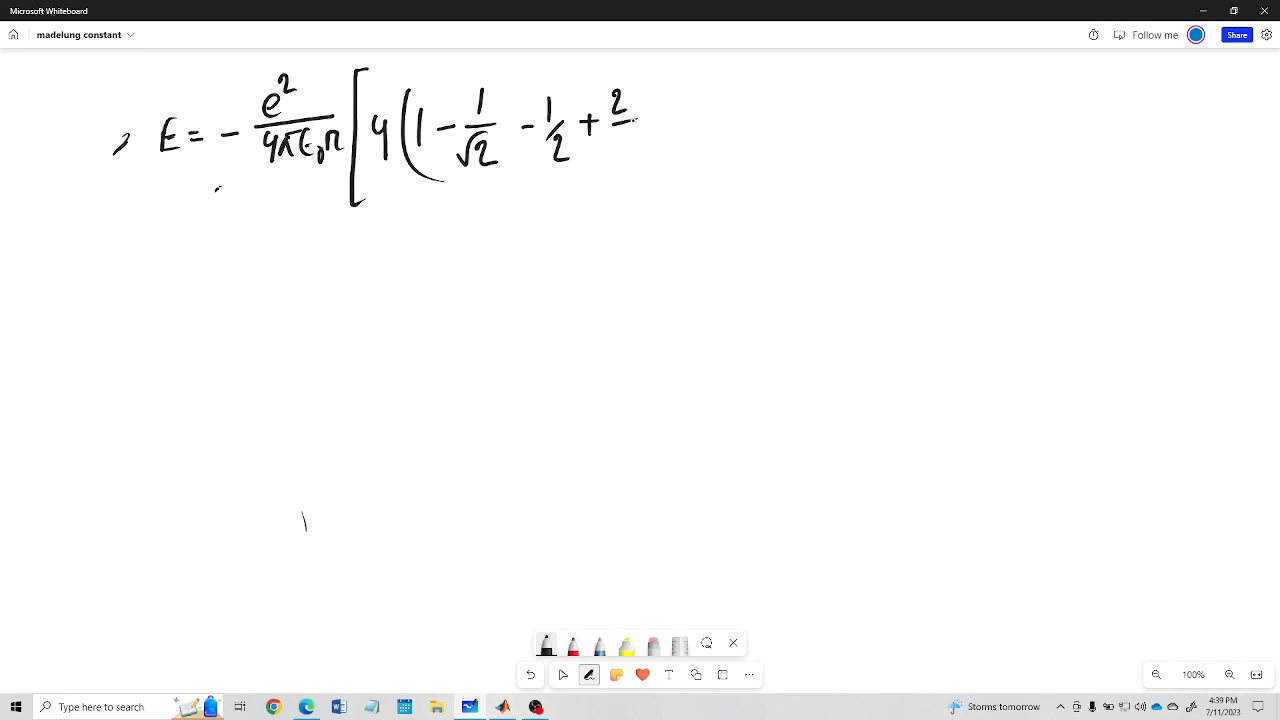 Microsoft Whiteboard
madelung constant
Follow me
Share
E = - e²/4πε₀r [ 4 ( 1 - 1/√2 - 1/2 + 2/
100%
Type here to search
Storms tomorrow
4:39 PM
7/11/2023